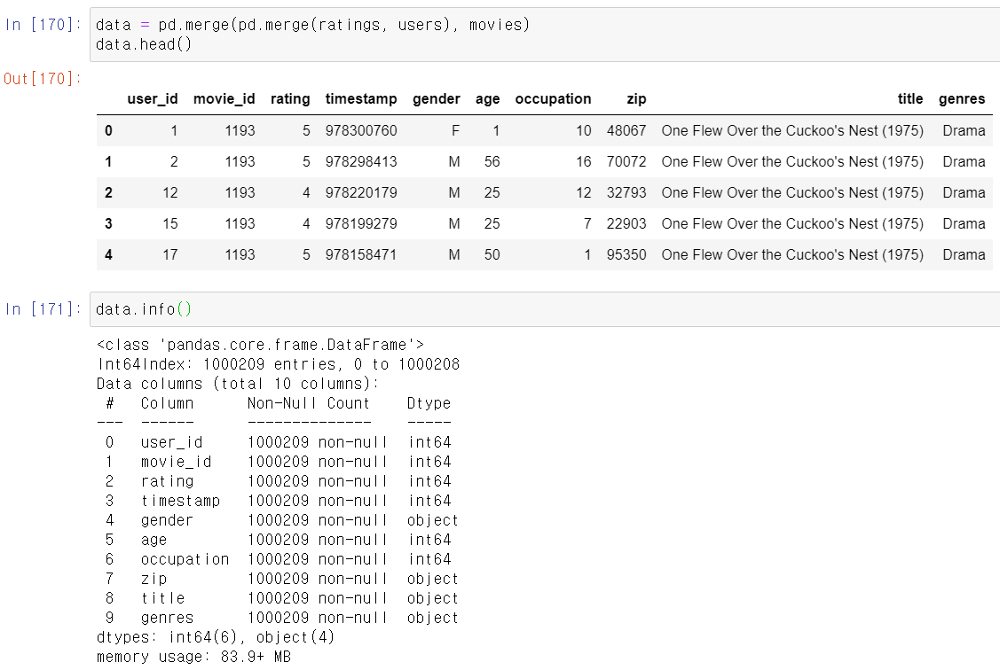 In [170]: data = pd.merge(pd.merge(ratings, users), movies)
data.head()
Out[170]:
user_id movie_id rating timestamp gender age occupation zip title genres
0 1 1193 5 978300760 F 1 10 48067 One Flew Over the Cuckoo's Nest (1975) Drama
1 2 1193 5 978298413 M 56 16 70072 One Flew Over the Cuckoo's Nest (1975) Drama
2 12 1193 4 978220179 M 25 12 32793 One Flew Over the Cuckoo's Nest (1975) Drama
3 15 1193 4 978199279 M 25 7 22903 One Flew Over the Cuckoo's Nest (1975) Drama
4 17 1193 5 978158471 M 50 1 95350 One Flew Over the Cuckoo's Nest (1975) Drama
In [171]: data.info()
<class 'pandas.core.frame.DataFrame'>
Int64Index: 1000209 entries, 0 to 1000208
Data columns (total 10 columns):
# Column Non-Null Count Dtype
--- ------ -------------- -----
0 user_id 1000209 non-null int64
1 movie_id 1000209 non-null int64
2 rating 1000209 non-null int64
3 timestamp 1000209 non-null int64
4 gender 1000209 non-null object
5 age 1000209 non-null int64
6 occupation 1000209 non-null int64
7 zip 1000209 non-null object
8 title 1000209 non-null object
9 genres 1000209 non-null object
dtypes: int64(6), object(4)
memory usage: 83.9+ MB